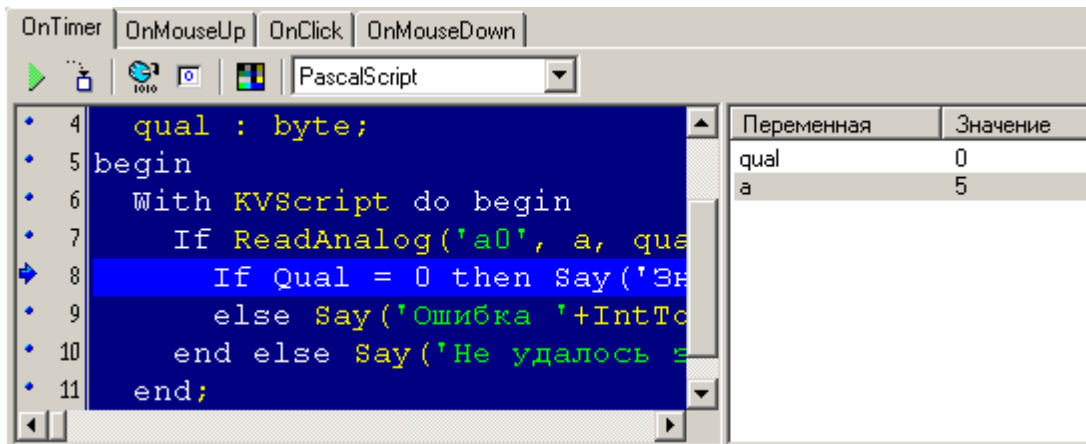 OnTimer OnMouseUp OnClick OnMouseDown
1010 PascalScript
4 qual : byte;
5 begin
6 With KVScript do begin
7 If ReadAnalog('a0', a, qua
8 If Qual = 0 then Say('Зн
9 else Say('Ошибка '+IntTo
10 end else Say('Не удалось з
11 end;
Переменная Значение
qual 0
a 5